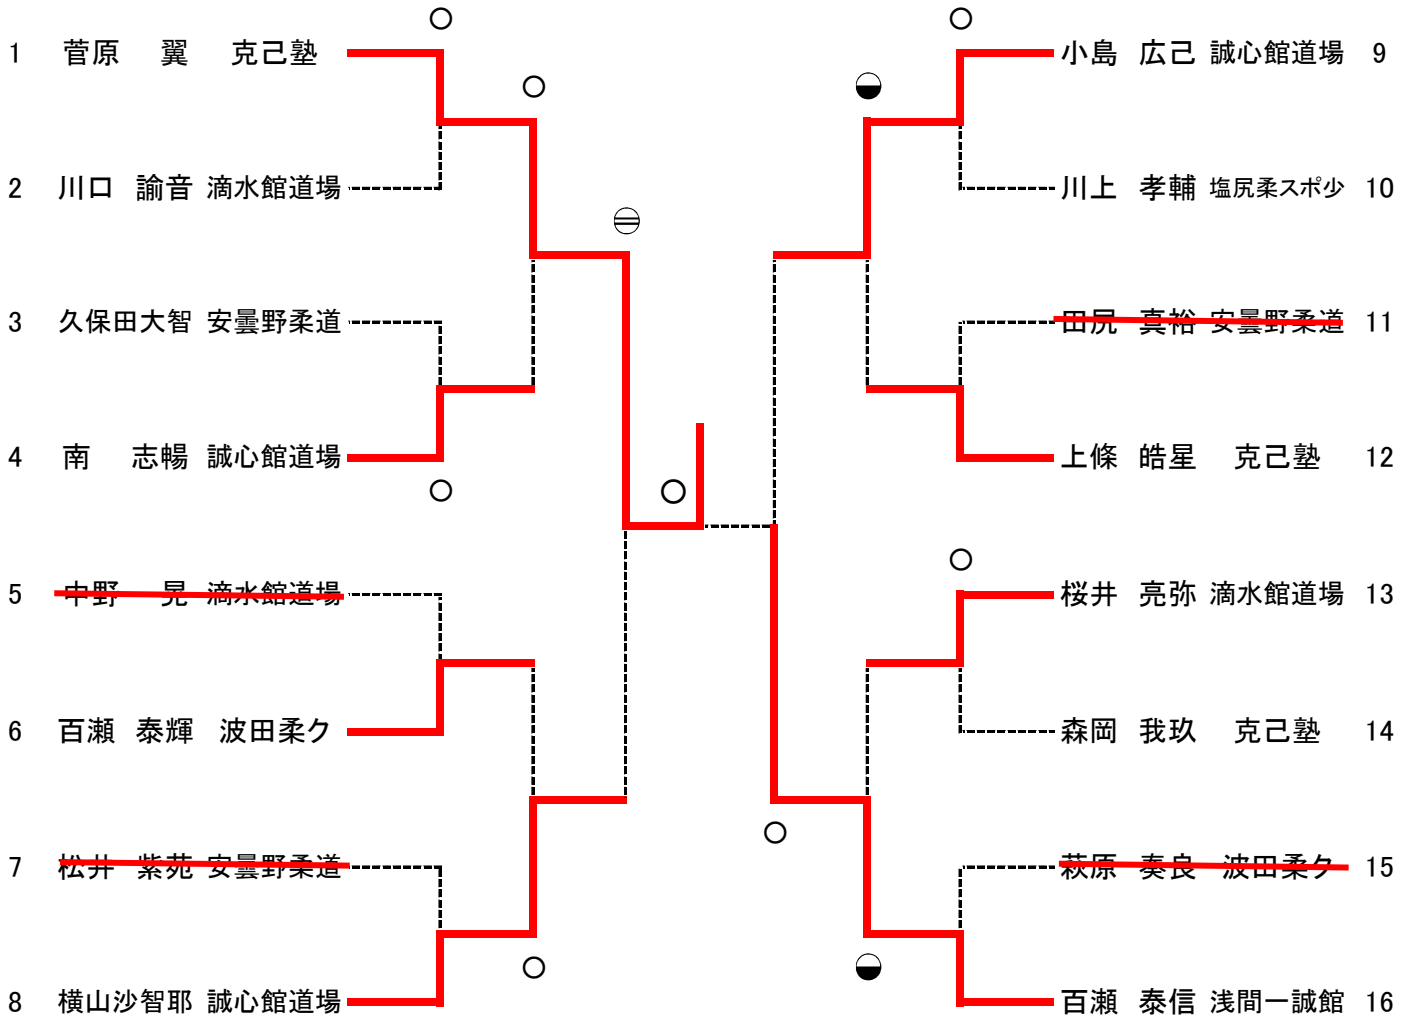 1 菅原 翼 克己塾
2 川口 諭音 滴水館道場
3 久保田大智 安曇野柔道
4 南 志暢 誠心館道場
5 中野 晃 滴水館道場
6 百瀬 泰輝 波田柔ク
7 松井 紫苑 安曇野柔道
8 横山沙智耶 誠心館道場
小島 広己 誠心館道場 9
川上 孝輔 塩尻柔スポ少 10
田尻 真裕 安曇野柔道 11
上條 皓星 克己塾 12
桜井 亮弥 滴水館道場 13
森岡 我玖 克己塾 14
萩原 奏良 波田柔ク 15
百瀬 泰信 浅間一誠館 16